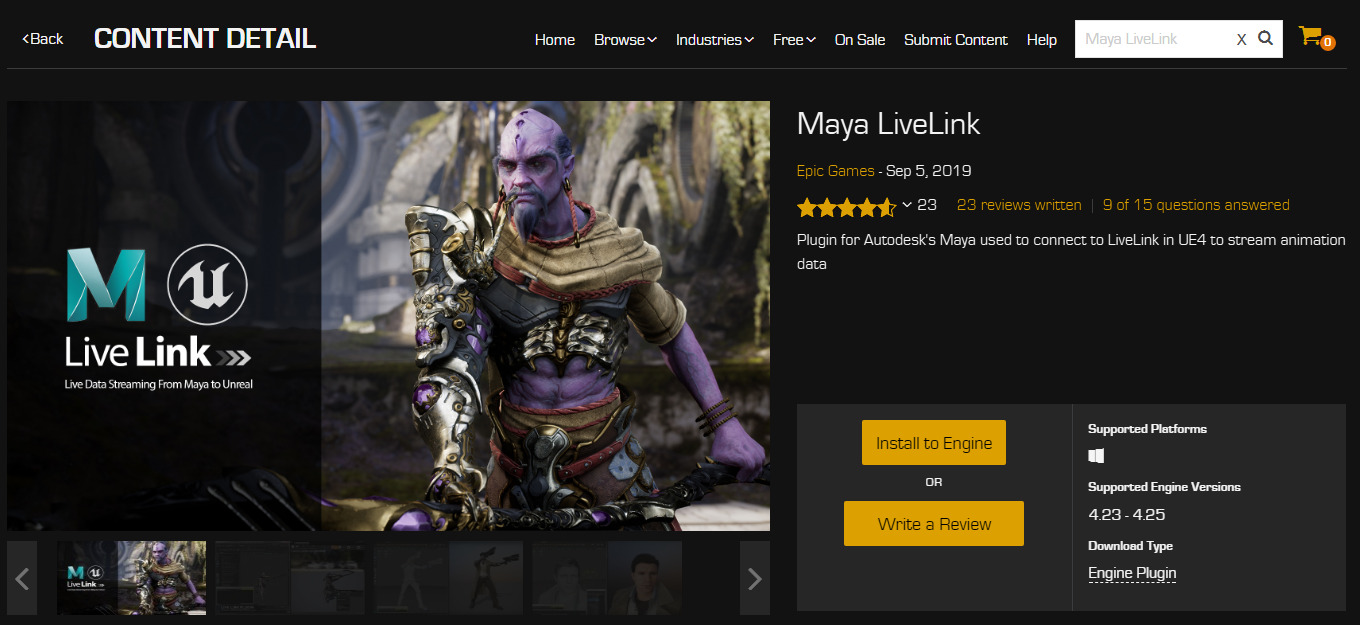 <Back
CONTENT DETAIL
Home
Browse
Industries
Free
On Sale
Submit Content
Help
Maya LiveLink
X
0
Live Link
Live Data Streaming From Maya to Unreal
Maya LiveLink
Epic Games - Sep 5, 2019
23
23 reviews written | 9 of 15 questions answered
Plugin for Autodesk's Maya used to connect to LiveLink in UE4 to stream animation
data
Install to Engine
OR
Write a Review
Supported Platforms
Supported Engine Versions
4.23 - 4.25
Download Type
Engine Plugin
Live Link